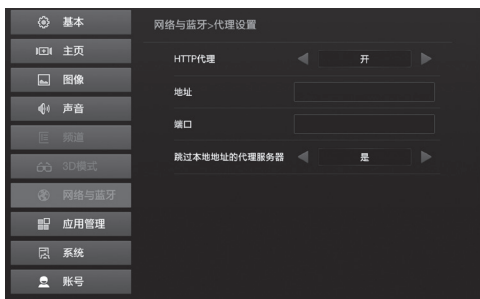 基本
主页
图像
声音
频道
3D模式
网络与蓝牙
应用管理
系统
账号
网络与蓝牙>代理设置
HTTP代理 开
地址
端口
跳过本地地址的代理服务器 是